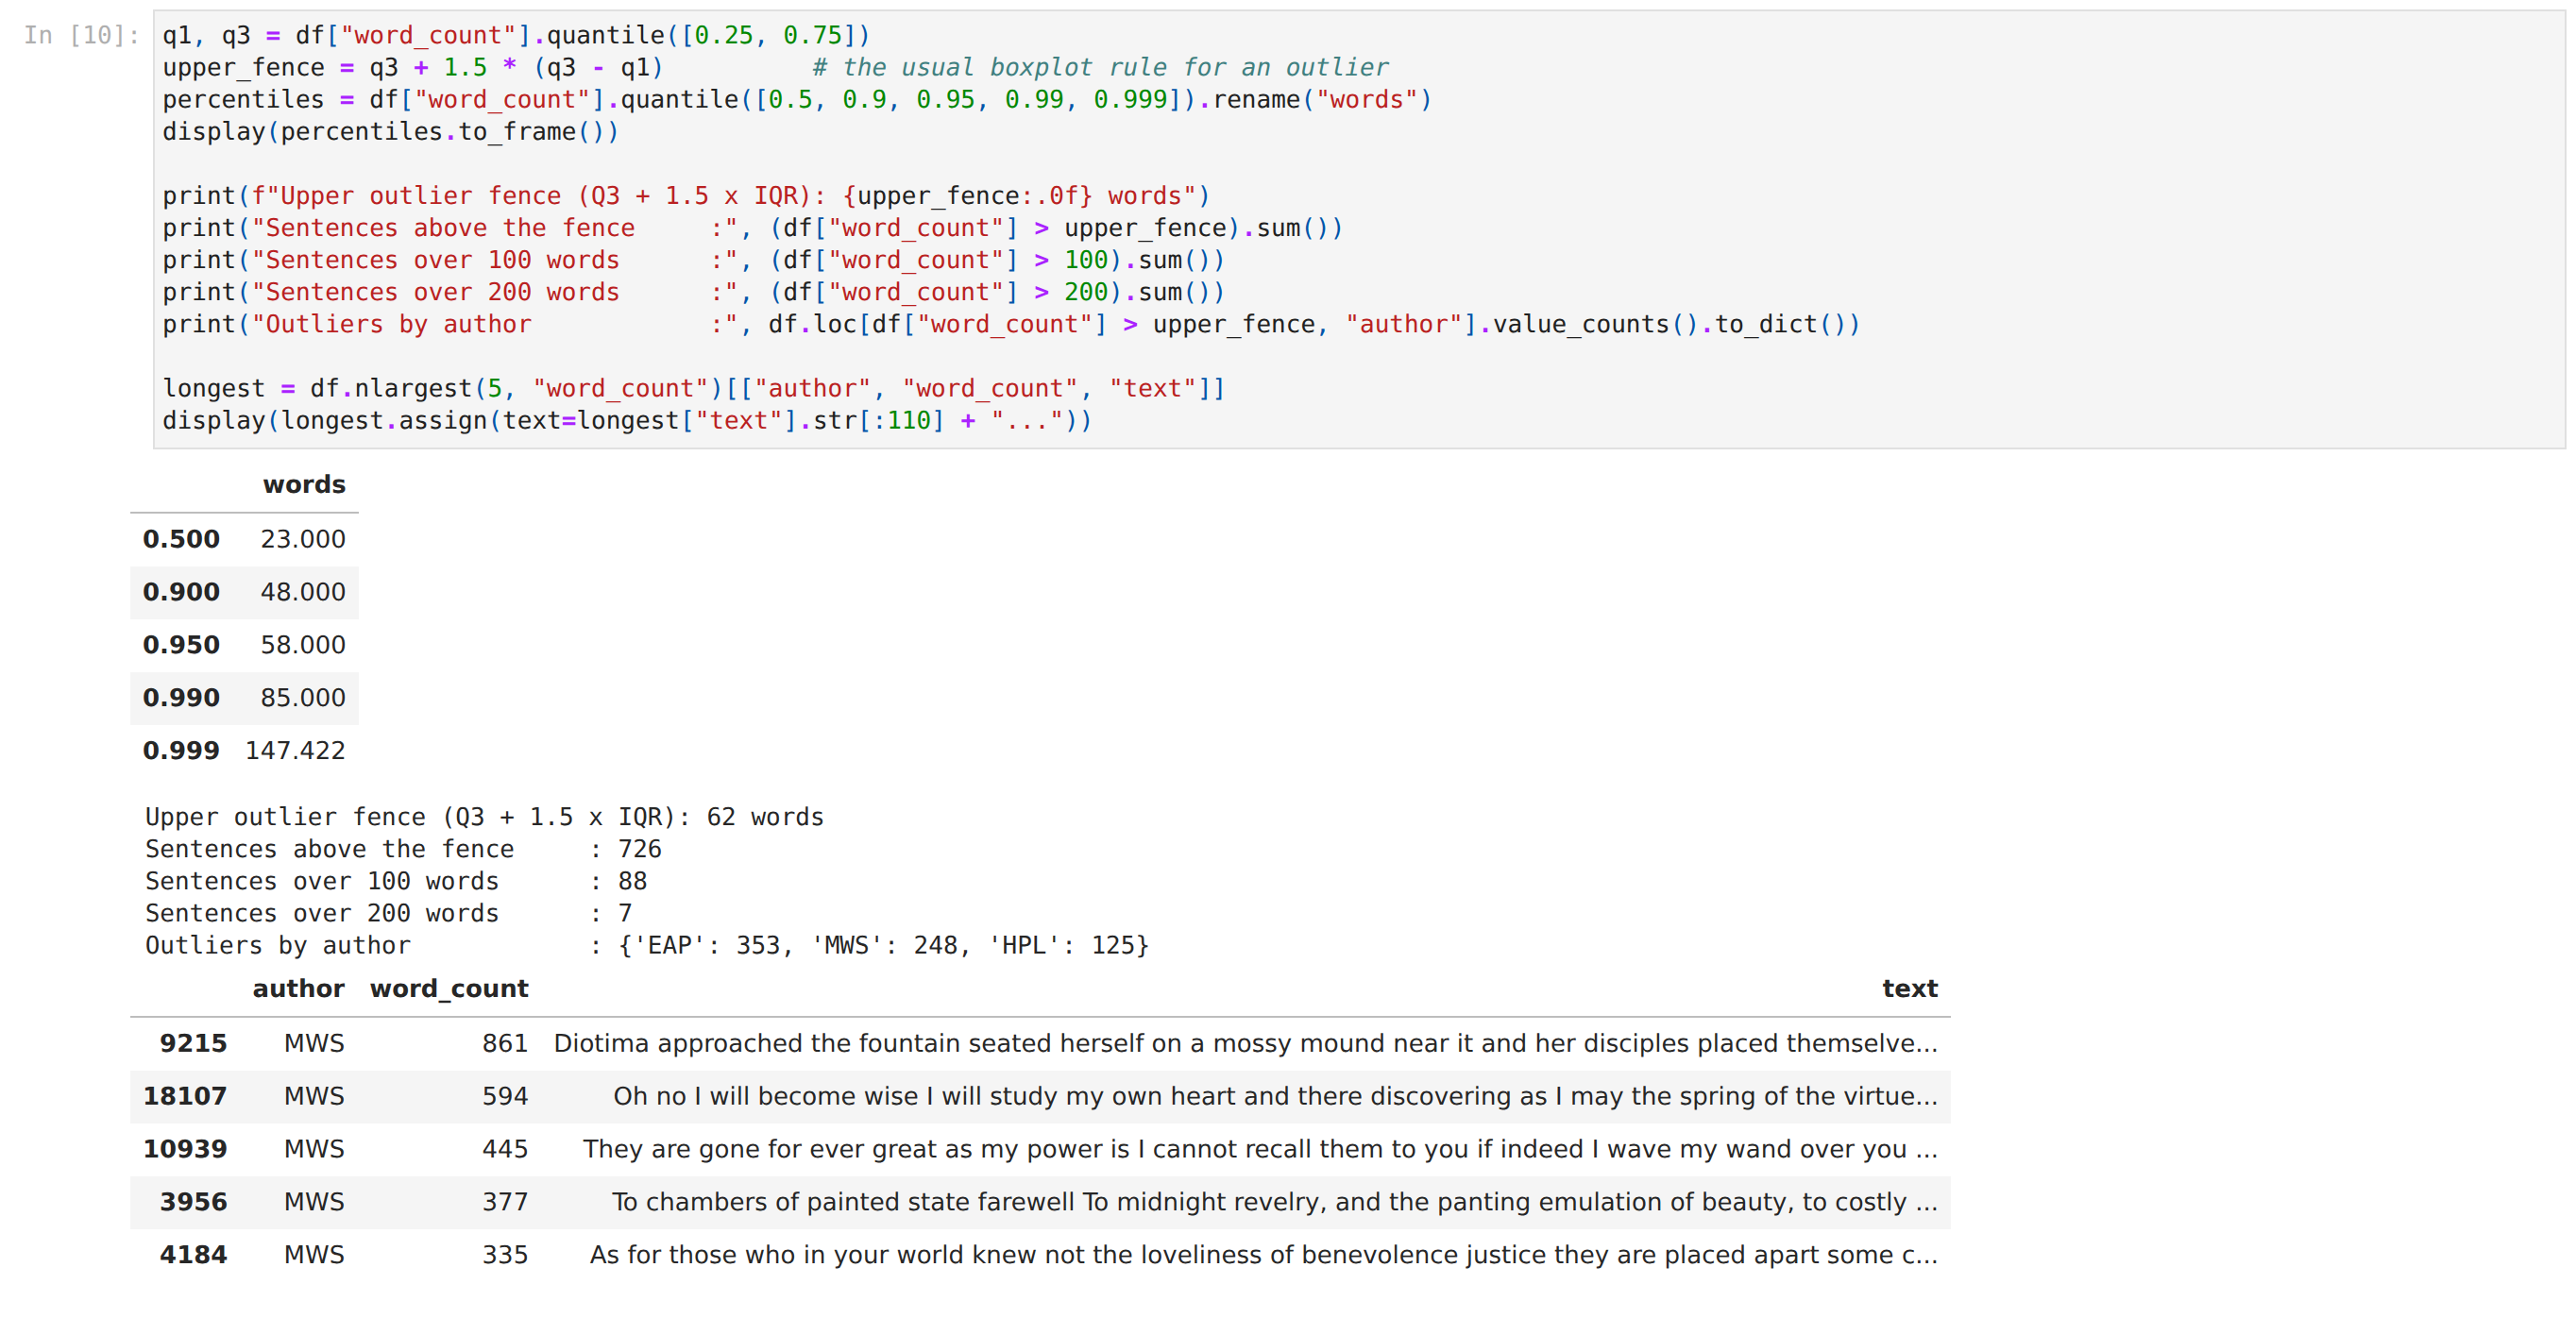 In [10]: q1, q3 = df["word_count"].quantile([0.25, 0.75])
upper_fence = q3 + 1.5 * (q3 - q1)          # the usual boxplot rule for an outlier
percentiles = df["word_count"].quantile([0.5, 0.9, 0.95, 0.99, 0.999]).rename("words")
display(percentiles.to_frame())
print(f"Upper outlier fence (Q3 + 1.5 x IQR): {upper_fence:.0f} words")
print("Sentences above the fence     :", (df["word_count"] > upper_fence).sum())
print("Sentences over 100 words      :", (df["word_count"] > 100).sum())
print("Sentences over 200 words      :", (df["word_count"] > 200).sum())
print("Outliers by author            :", df.loc[df["word_count"] > upper_fence, "author"].value_counts().to_dict())
longest = df.nlargest(5, "word_count")[["author", "word_count", "text"]]
display(longest.assign(text=longest["text"].str[:110] + "..."))
words
0.500 23.000
0.900 48.000
0.950 58.000
0.990 85.000
0.999 147.422
Upper outlier fence (Q3 + 1.5 x IQR): 62 words
Sentences above the fence     : 726
Sentences over 100 words      : 88
Sentences over 200 words      : 7
Outliers by author            : {'EAP': 353, 'MWS': 248, 'HPL': 125}
author word_count text
9215 MWS 861 Diotima approached the fountain seated herself on a mossy mound near it and her disciples placed themselve...
18107 MWS 594 Oh no I will become wise I will study my own heart and there discovering as I may the spring of the virtue...
10939 MWS 445 They are gone for ever great as my power is I cannot recall them to you if indeed I wave my wand over you ...
3956 MWS 377 To chambers of painted state farewell To midnight revelry, and the panting emulation of beauty, to costly ...
4184 MWS 335 As for those who in your world knew not the loveliness of benevolence justice they are placed apart some c...